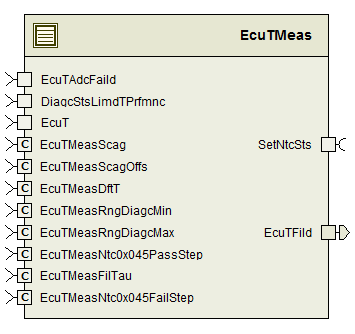 EcuTMeas
EcuTAdcFaild
DiagcStsLimdTPrfmnc
EcuT
C EcuTMeasScag
SetNtcSts
C EcuTMeasScagOffs
C EcuTMeasDftT
C EcuTMeasRngDiagcMin
C EcuTMeasRngDiagcMax
EcuTFild
C EcuTMeasNtc0x045PassStep
C EcuTMeasFilTau
C EcuTMeasNtc0x045FailStep